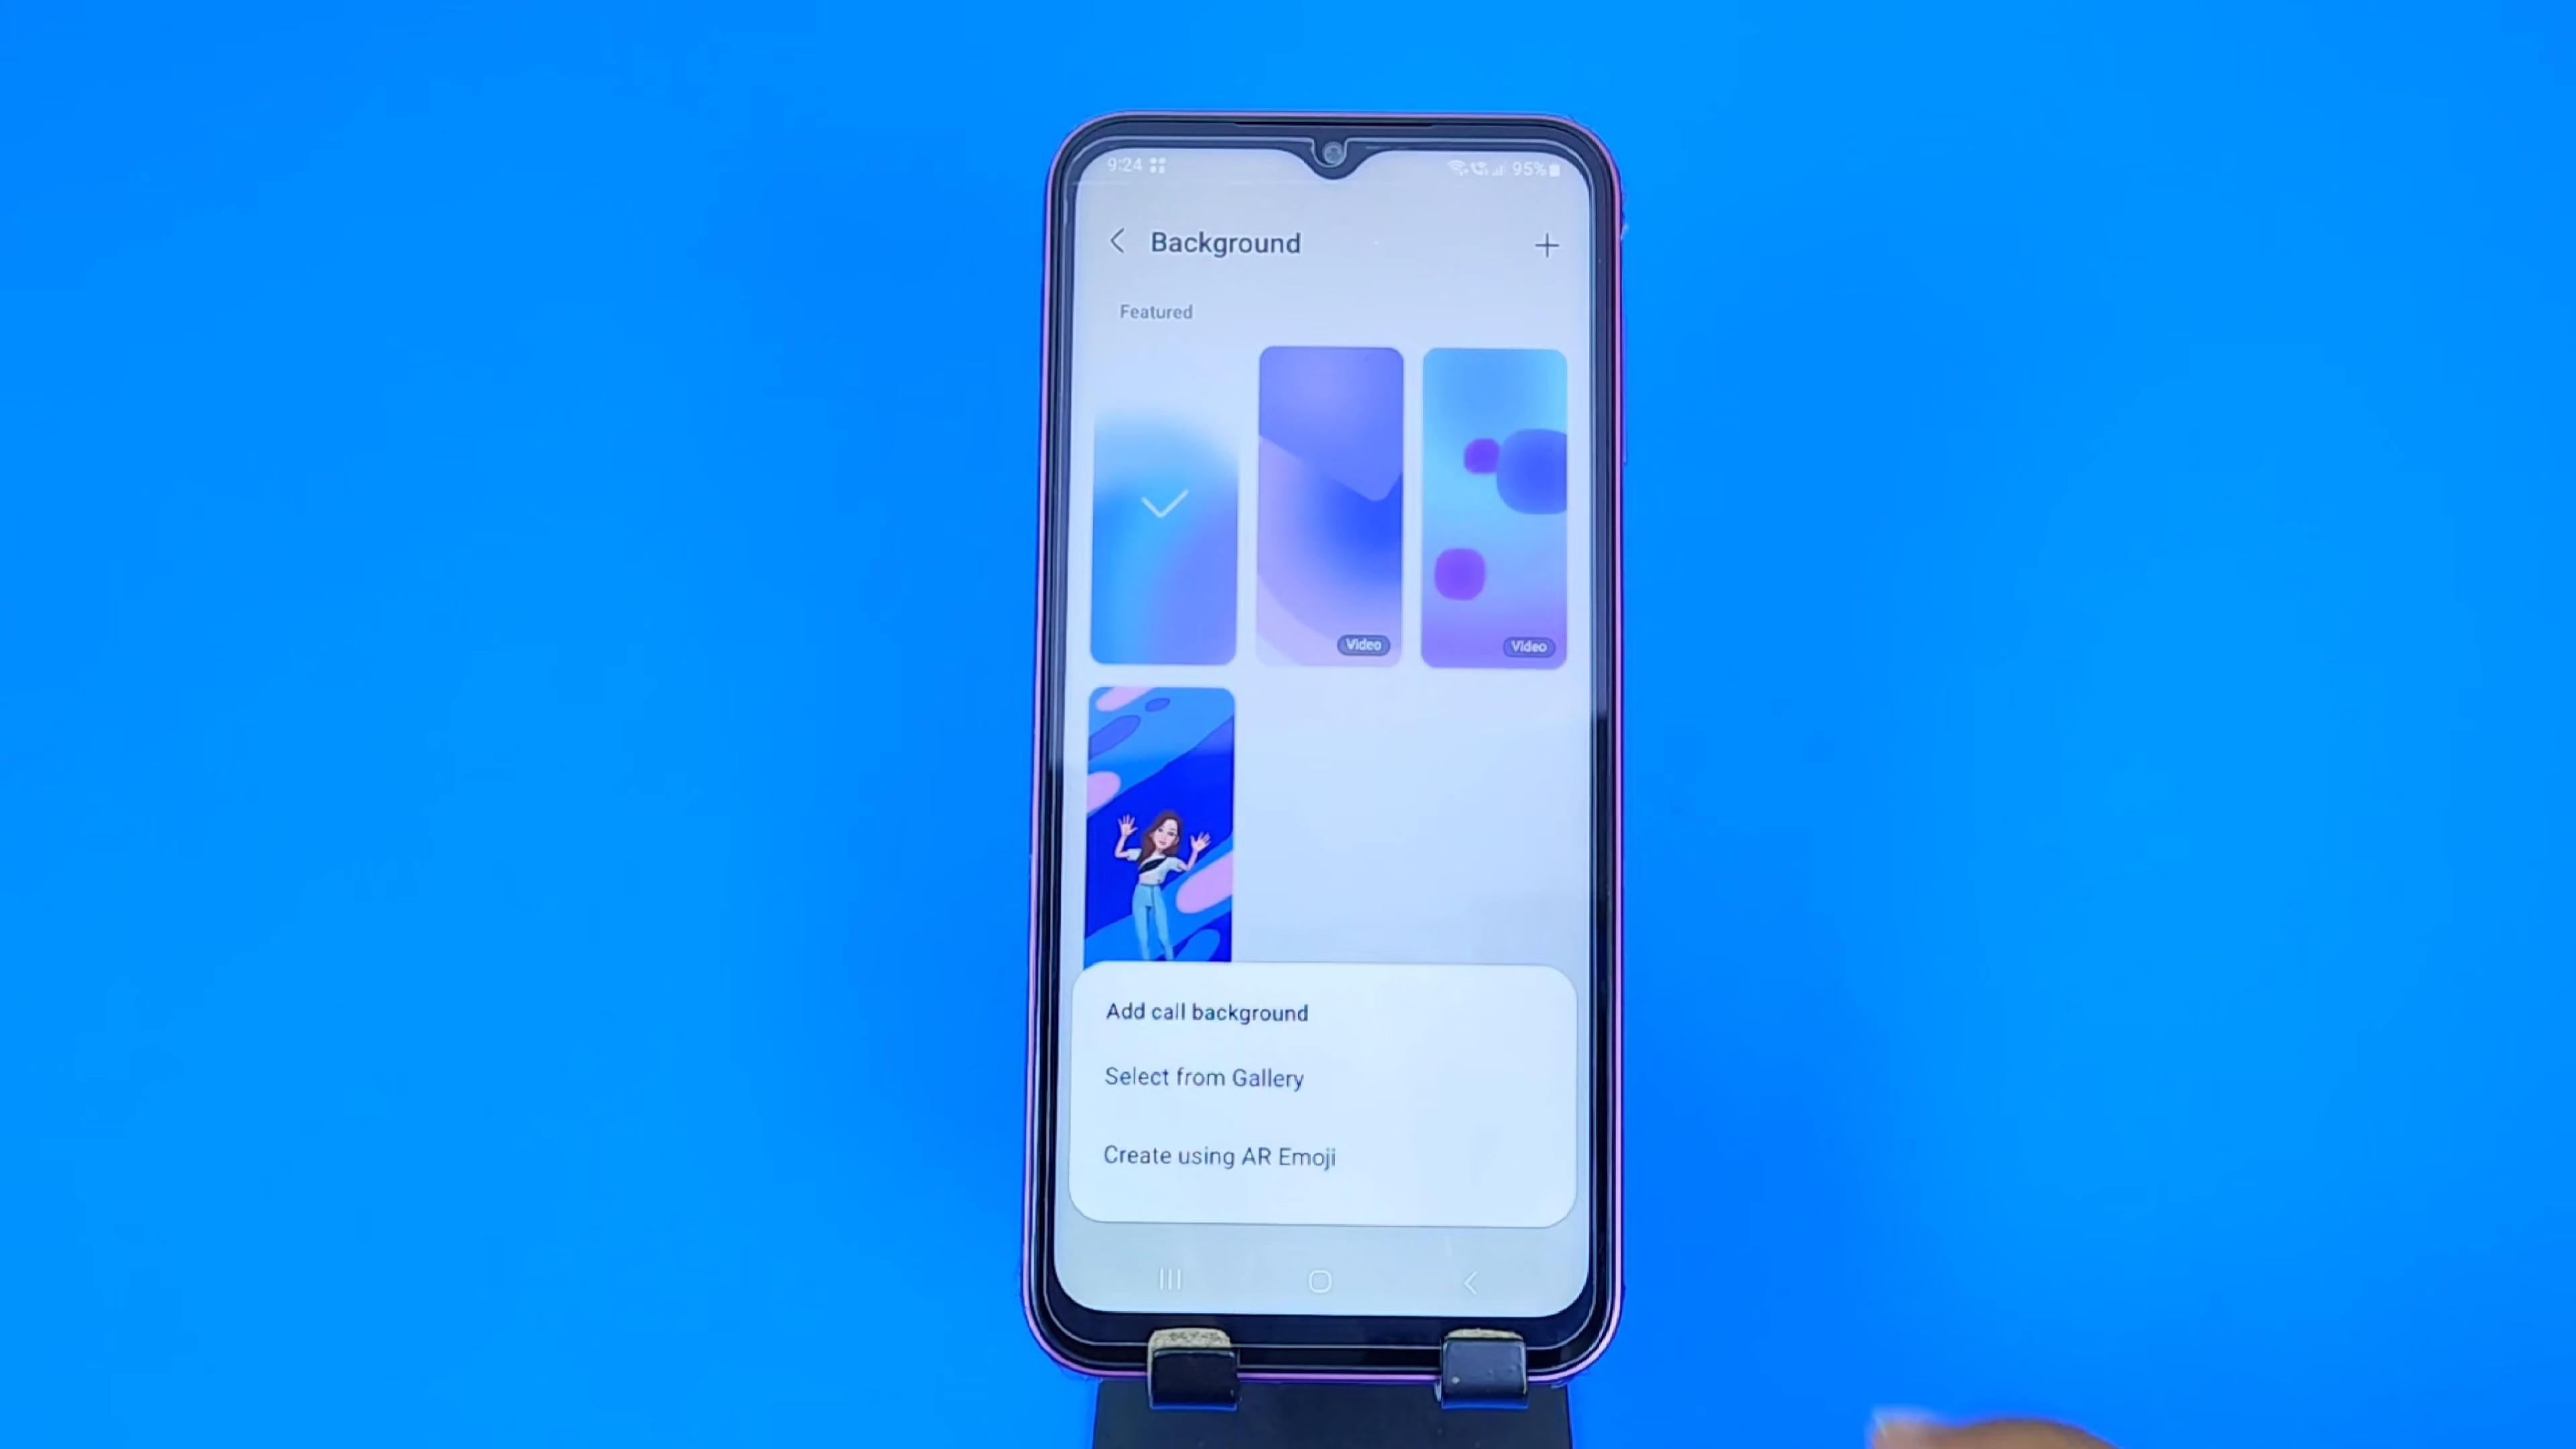 9:24
95%
Background
Featured
Video
Video
Add call background
Select from Gallery
Create using AR Emoji